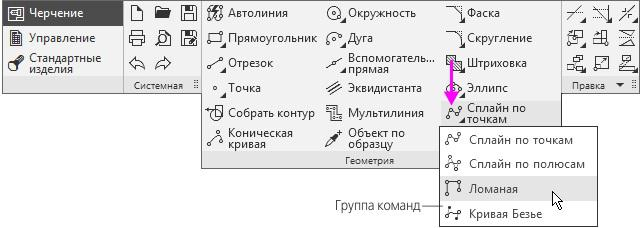 Черчение
Управление
Стандартные
изделия
Системная
Автолиния
Окружность
Фаска
Прямоугольник
Дуга
Скругление
Отрезок
Вспомогатель...
прямая
Штриховка
Точка
Эквидистанта
Эллипс
Собрать контур
Мультилиния
Сплайн по
точкам
Коническая
кривая
Объект по
образцу
Геометрия
Правка
Сплайн по точкам
Сплайн по полюсам
Ломаная
Кривая Безье
Группа команд